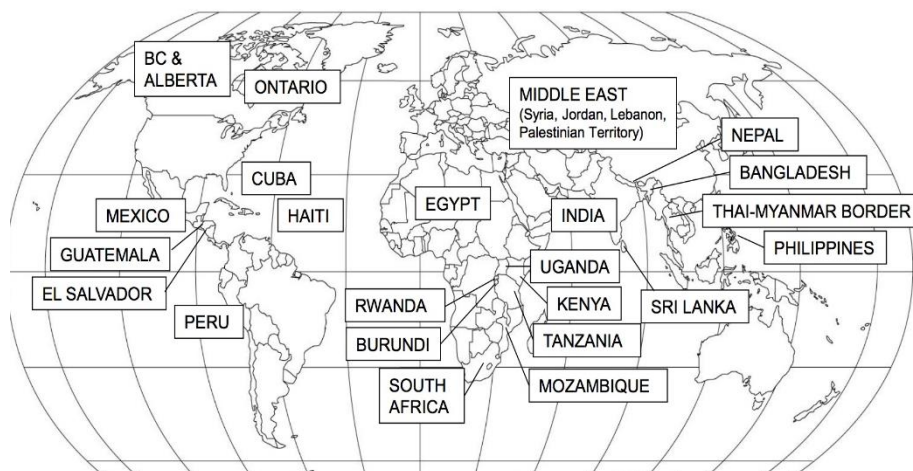 BC &
ALBERTA
ONTARIO
MIDDLE EAST
(Syria, Jordan, Lebanon,
Palestinian Territory)
NEPAL
BANGLADESH
CUBA
EGYPT
INDIA
THAI-MYANMAR BORDER
MEXICO
HAITI
PHILIPPINES
GUATEMALA
UGANDA
EL SALVADOR
RWANDA
KENYA
SRI LANKA
PERU
BURUNDI
TANZANIA
SOUTH
AFRICA
MOZAMBIQUE